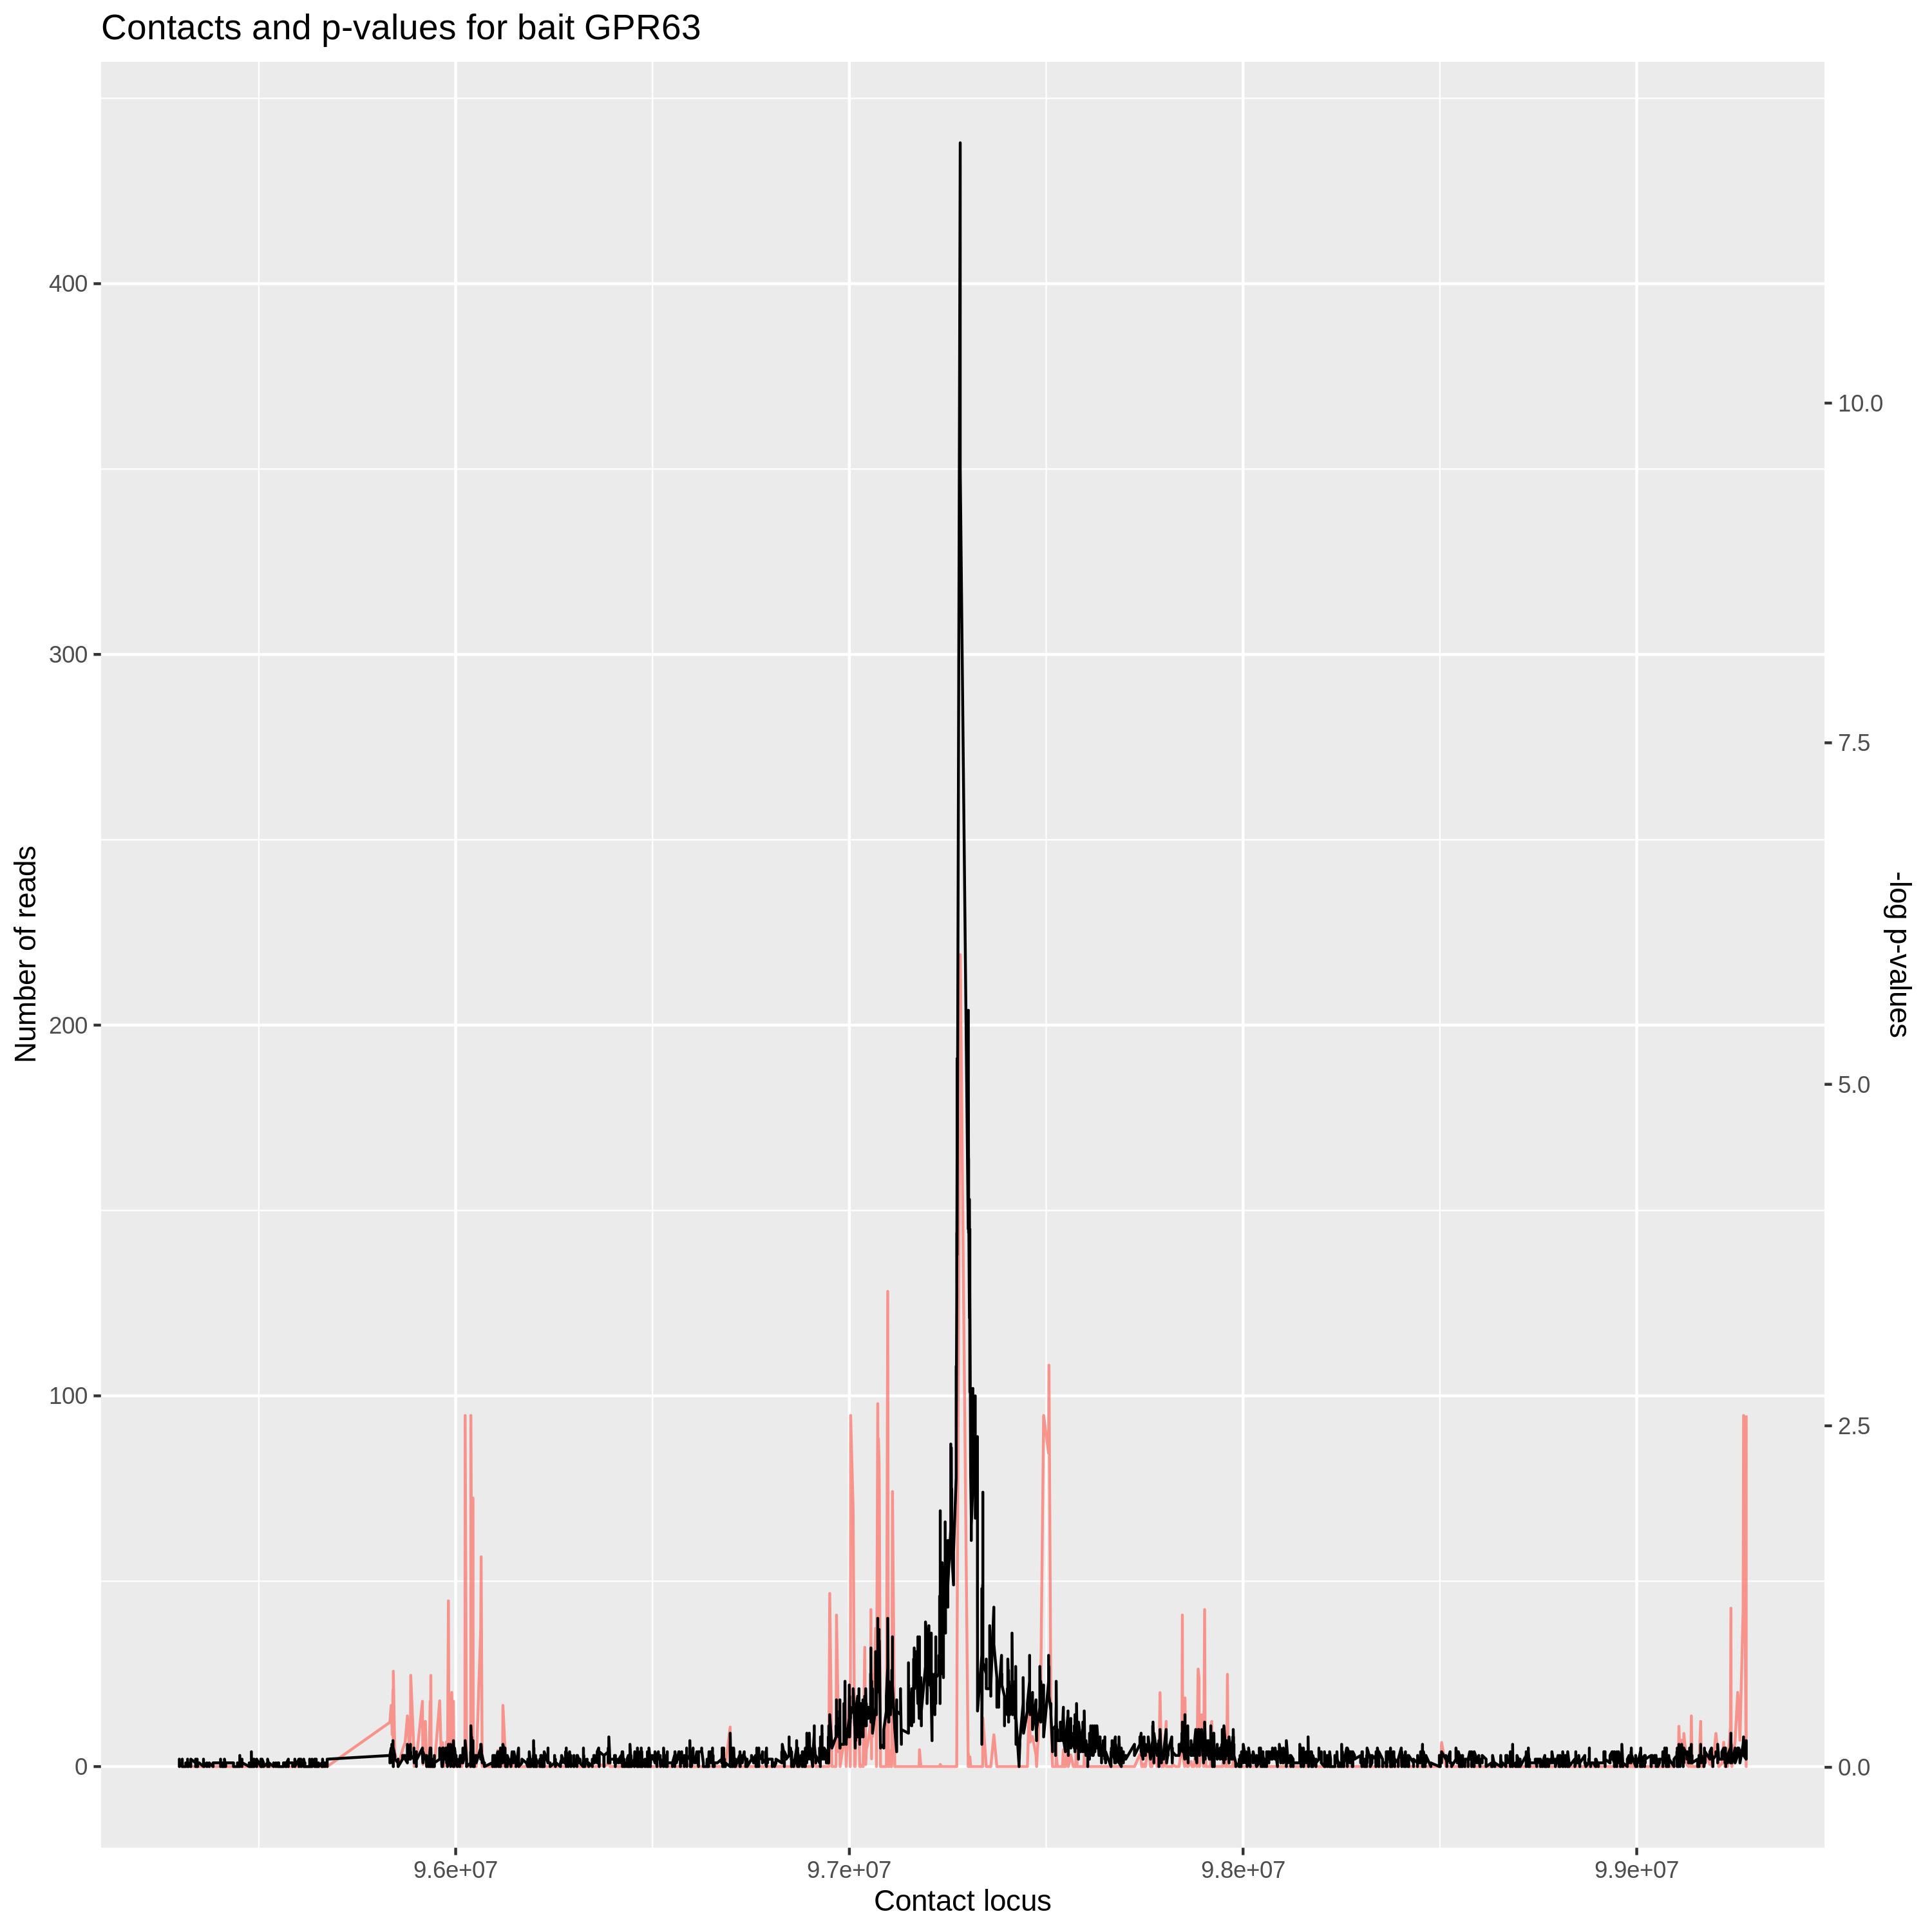 Contacts and p-values for bait GPR63
400
300
200
100
0
Number of reads
10.0
7.5
5.0
2.5
0.0
-log p-values
9.6e+07
9.7e+07
9.8e+07
9.9e+07
Contact locus